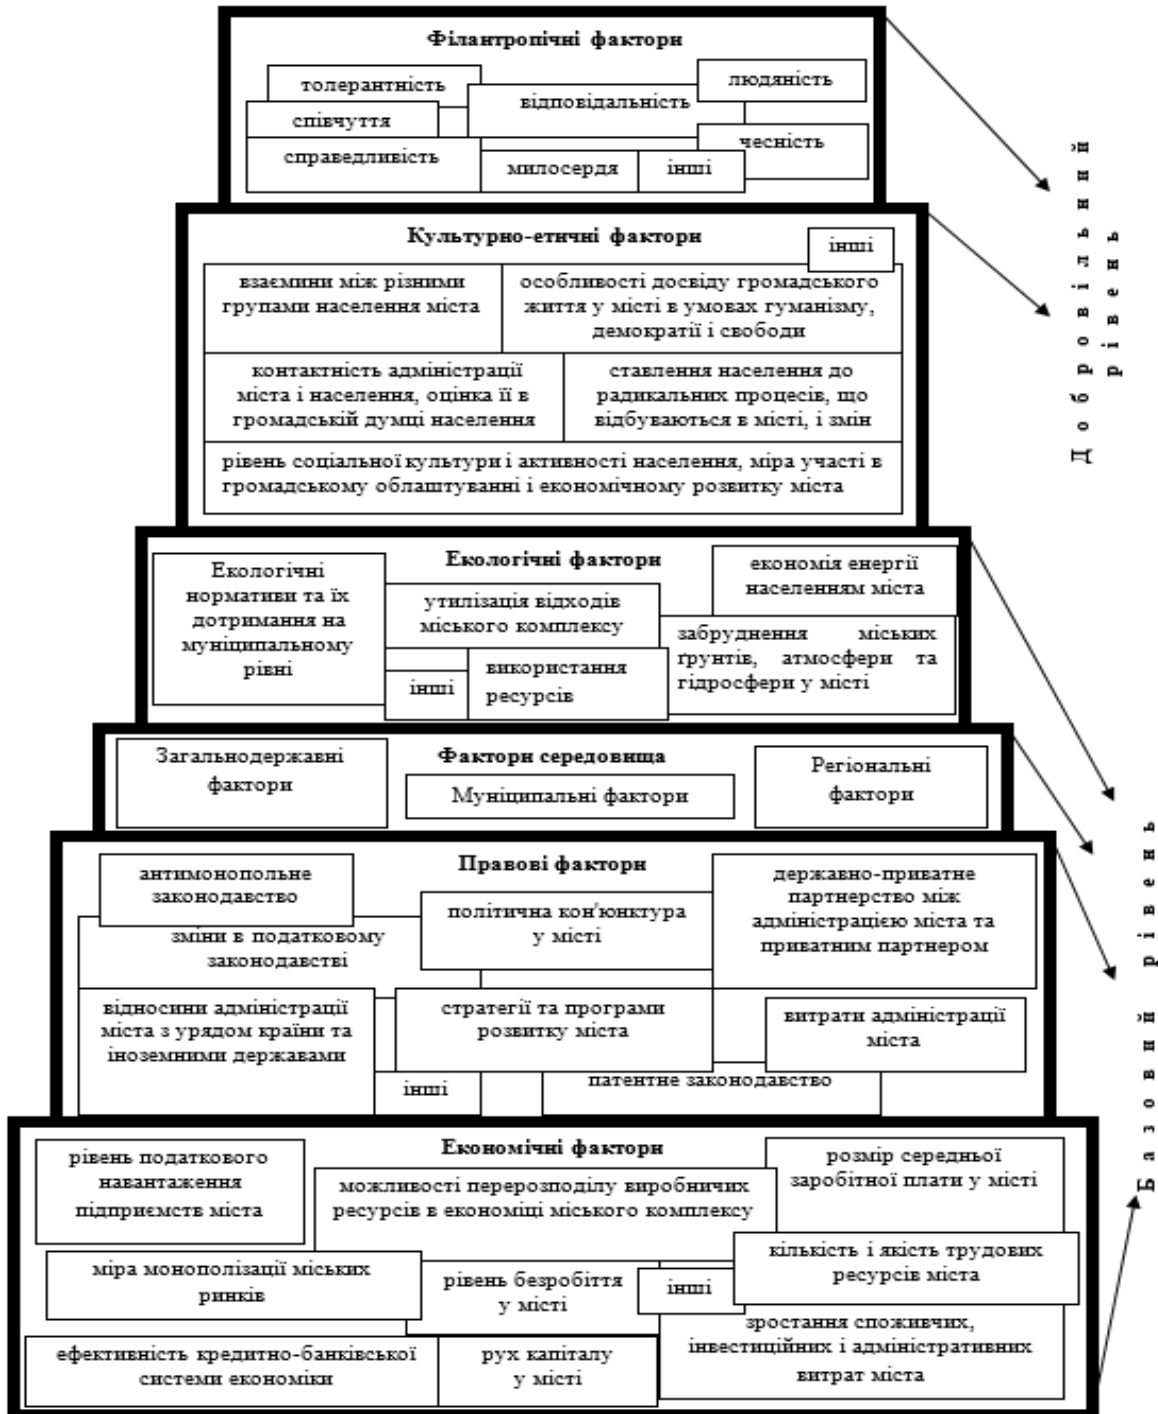 Філантропічні фактори
толерантність
людяність
відповідальність
співчуття
чесність
справедливість
милосердя
інші
Культурно-етичні фактори
інші
взаємини між різними
групами населення міста
особливості досвіду громадського
життя у місті в умовах гуманізму,
демократії і свободи
контактність адміністрації
міста і населення, оцінка її в
громадській думці населення
ставлення населення до
радикальних процесів, що
відбуваються в місті, і змін
рівень соціальної культури і активності населення, міра участі в
громадському облаштуванні і економічному розвитку міста
Добровільний
рівень
Екологічні фактори
Екологічні
нормативи та їх
дотримання на
муніципальному
рівні
утилізація відходів
міського комплексу
економія енергії
населенням міста
забруднення міських
ґрунтів, атмосфери та
гідросфери у місті
інші
використання
ресурсів
Фактори середовища
Загальнодержавні
фактори
Муніципальні фактори
Регіональні
фактори
Правові фактори
антимонопольне
законодавство
зміни в податковому
законодавстві
політична кон'юнктура
у місті
державно-приватне
партнерство між
адміністрацією міста та
приватним партнером
відносини адміністрації
міста з урядом країни та
іноземними державами
стратегії та програми
розвитку міста
витрати адміністрації
міста
інші
патентне законодавство
Економічні фактори
рівень податкового
навантаження
підприємств міста
можливості перерозподілу виробничих
ресурсів в економіці міського комплексу
розмір середньої
заробітної плати у місті
міра монополізації міських
ринків
рівень безробіття
у місті
інші
кількість і якість трудових
ресурсів міста
ефективність кредитно-банківської
системи економіки
рух капіталу
у місті
зростання споживчих,
інвестиційних і адміністративних
витрат міста
Базовий рівень